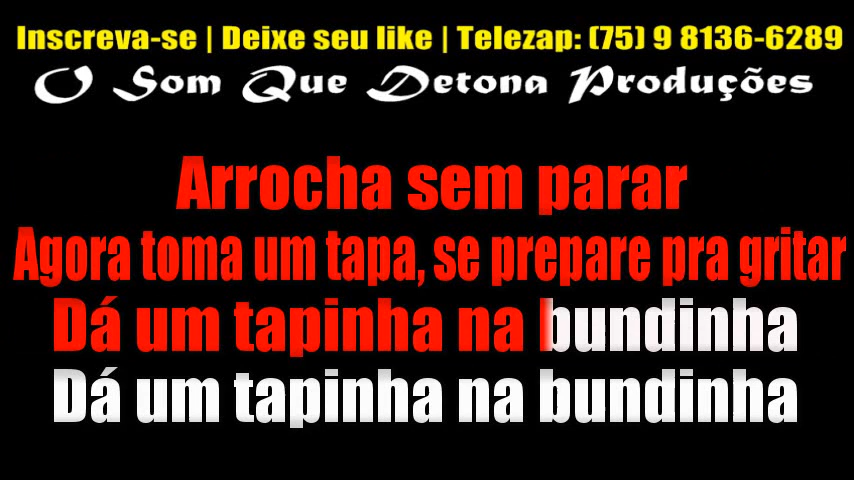 Inscreva-se | Deixe seu like | Telezap: (75) 9 8136-6289
O Som Que Detona Produções
Arrocha sem parar
Agora toma um tapa, se prepare pra gritar
Dá um tapinha na bundinha
Dá um tapinha na bundinha